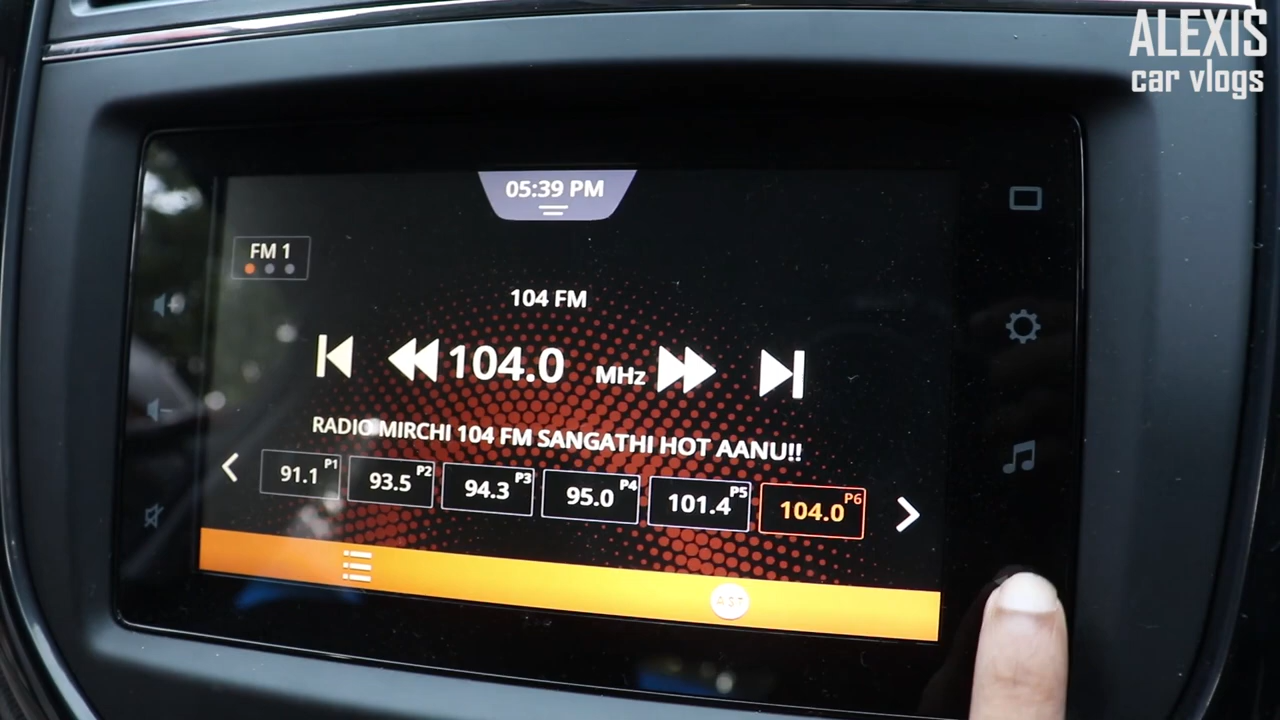 ALEXIS
car vlogs
05:39 PM
FM 1
104 FM
104.0 MHz
RADIO MIRCHI 104 FM SANGATHI HOT AANU!!
91.1 P1 93.5 P2 94.3 P3 95.0 P4 101.4 P5 104.0 P6
AST